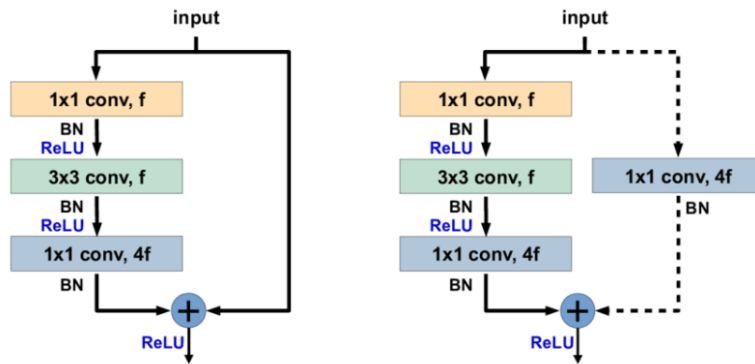 input
1x1 conv, f
BN
ReLU
3x3 conv, f
BN
ReLU
1x1 conv, 4f
BN
ReLU
input
1x1 conv, f
BN
ReLU
3x3 conv, f
1x1 conv, 4f
BN
BN
ReLU
1x1 conv, 4f
BN
ReLU